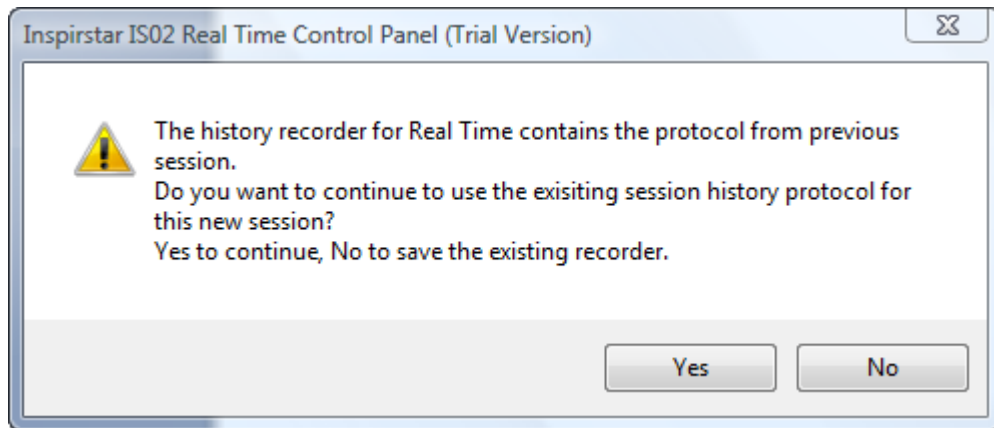 Inspirstar IS02 Real Time Control Panel (Trial Version)
The history recorder for Real Time contains the protocol from previous
session.
Do you want to continue to use the exisiting session history protocol for
this new session?
Yes to continue, No to save the existing recorder.
Yes No